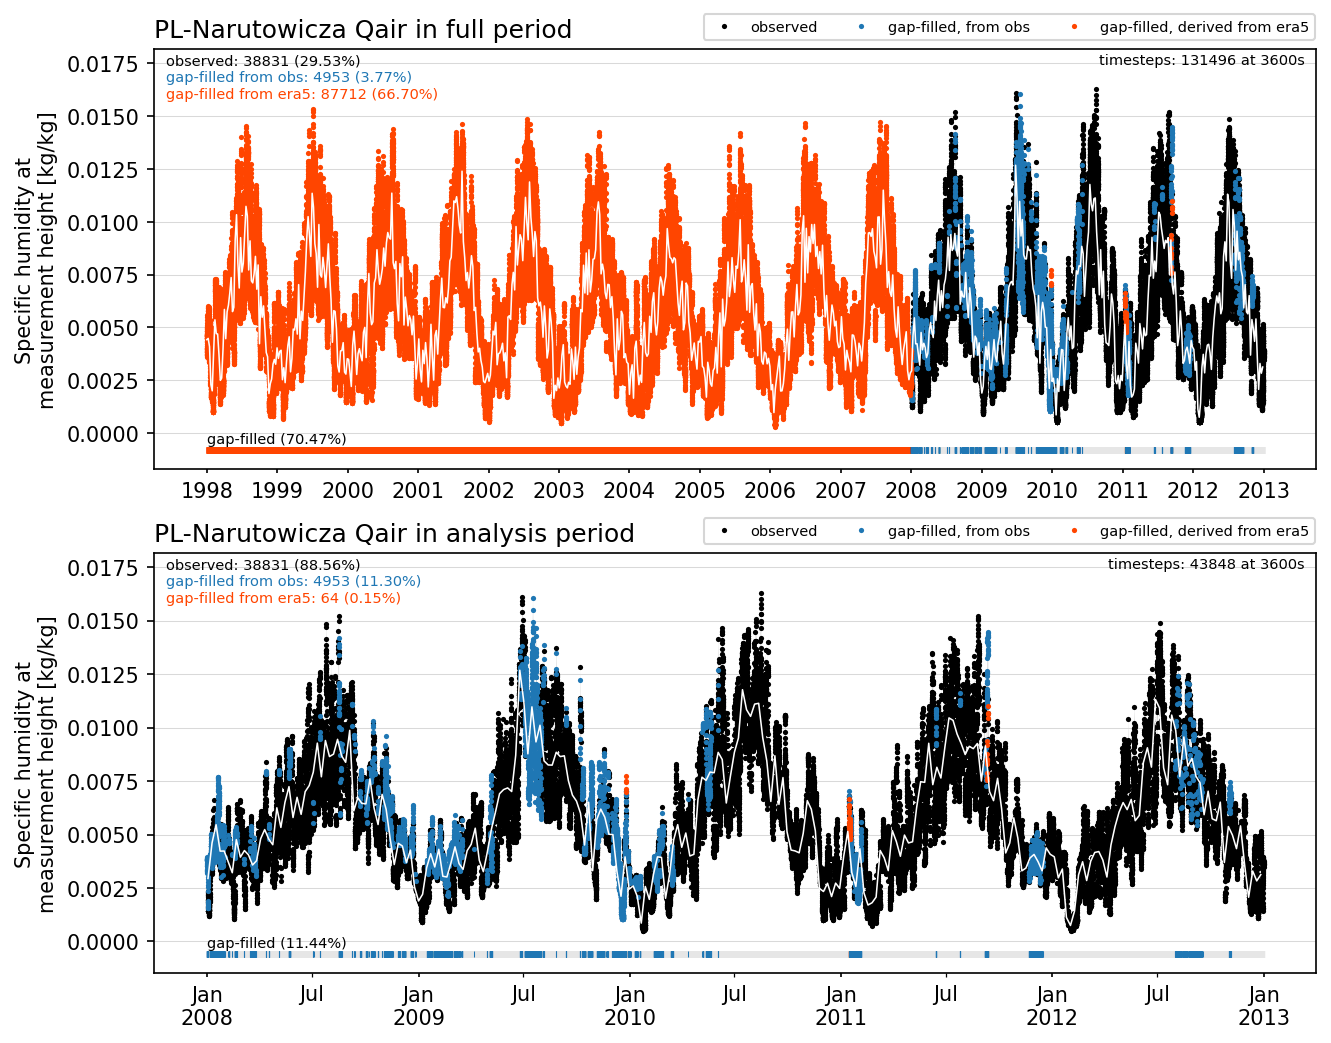 PL-Narutowicza Qair in full period
observed gap-filled, from obs gap-filled, derived from era5
observed: 38831 (29.53%)
gap-filled from obs: 4953 (3.77%)
gap-filled from era5: 87712 (66.70%)
timesteps: 131496 at 3600s
Specific humidity at
measurement height [kg/kg]
0.0175
0.0150
0.0125
0.0100
0.0075
0.0050
0.0025
0.0000
gap-filled (70.47%)
1998 1999 2000 2001 2002 2003 2004 2005 2006 2007 2008 2009 2010 2011 2012 2013
PL-Narutowicza Qair in analysis period
observed gap-filled, from obs gap-filled, derived from era5
observed: 38831 (88.56%)
gap-filled from obs: 4953 (11.30%)
gap-filled from era5: 64 (0.15%)
timesteps: 43848 at 3600s
Specific humidity at
measurement height [kg/kg]
0.0175
0.0150
0.0125
0.0100
0.0075
0.0050
0.0025
0.0000
gap-filled (11.44%)
Jan Jul Jan Jul Jan Jul Jan Jul Jan Jul Jan
2008 2009 2010 2011 2012 2013